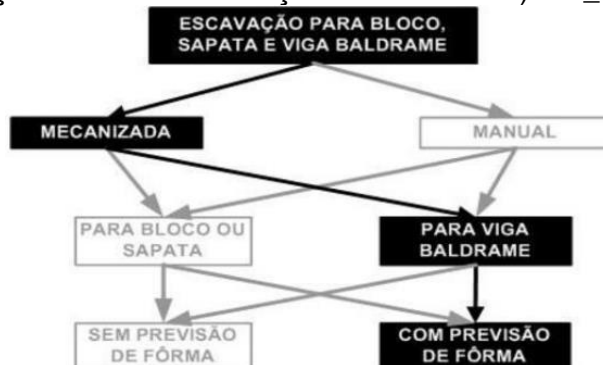 ESCAVAÇÃO PARA BLOCO,
SAPATA E VIGA BALDRAME
MECANIZADA
MANUAL
PARA BLOCO OU
SAPATA
PARA VIGA
BALDRAME
SEM PREVISÃO
DE FÔRMA
COM PREVISÃO
DE FÔRMA